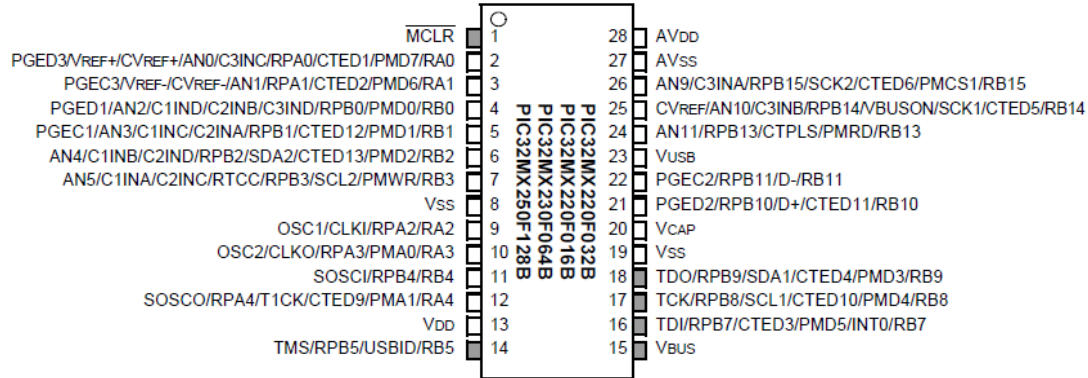 MCLR 1
PGED3/VREF+/CVREF+/AN0/C3INC/RPA0/CTED1/PMD7/RA0 2
PGEC3/VREF-/CVREF-/AN1/RPA1/CTED2/PMD6/RA1 3
PGED1/AN2/C1IND/C2INB/C3IND/RPB0/PMD0/RB0 4
PGEC1/AN3/C1INC/C2INA/RPB1/CTED12/PMD1/RB1 5
AN4/C1INB/C2IND/RPB2/SDA2/CTED13/PMD2/RB2 6
AN5/C1INA/C2INC/RTCC/RPB3/SCL2/PMWR/RB3 7
VSS 8
OSC1/CLKI/RPA2/RA2 9
OSC2/CLKO/RPA3/PMA0/RA3 10
SOSCI/RPB4/RB4 11
SOSCO/RPA4/T1CK/CTED9/PMA1/RA4 12
VDD 13
TMS/RPB5/USBID/RB5 14
PIC32MX220F032B
PIC32MX220F016B
PIC32MX230F064B
PIC32MX250F128B
28 AVDD
27 AVSS
26 AN9/C3INA/RPB15/SCK2/CTED6/PMCS1/RB15
25 CVREF/AN10/C3INB/RPB14/VBUSON/SCK1/CTED5/RB14
24 AN11/RPB13/CTPLS/PMRD/RB13
23 VUSB
22 PGEC2/RPB11/D-/RB11
21 PGED2/RPB10/D+/CTED11/RB10
20 VCAP
19 VSS
18 TDO/RPB9/SDA1/CTED4/PMD3/RB9
17 TCK/RPB8/SCL1/CTED10/PMD4/RB8
16 TDI/RPB7/CTED3/PMD5/INT0/RB7
15 VBUS